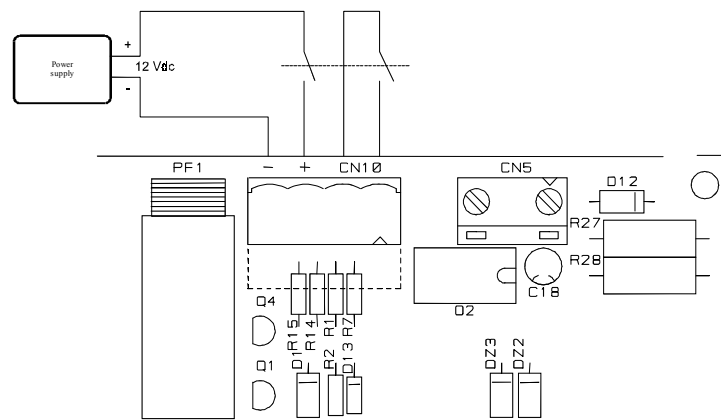 +
Power
supply
12 Vdc
-
PF1
- + CN10
CN5
D12
R27
R28
C18
O2
Q4
D1
R15
R14
R1
R7
Q1
R2
D13
DZ3
DZ2